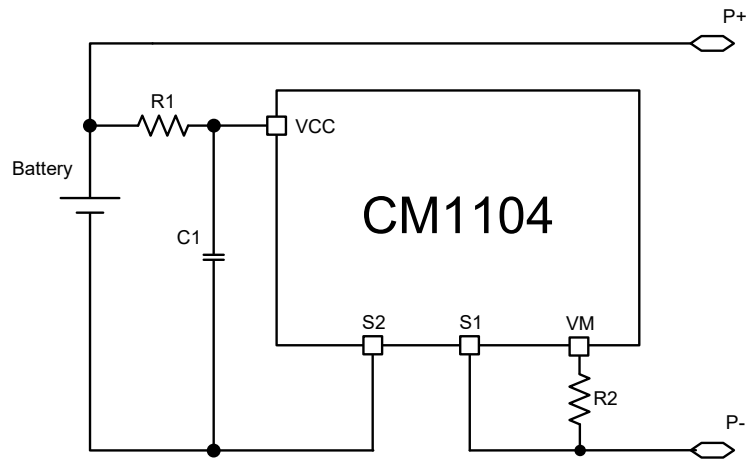 P+
R1
VCC
Battery
CM1104
C1
S2
S1
VM
R2
P-